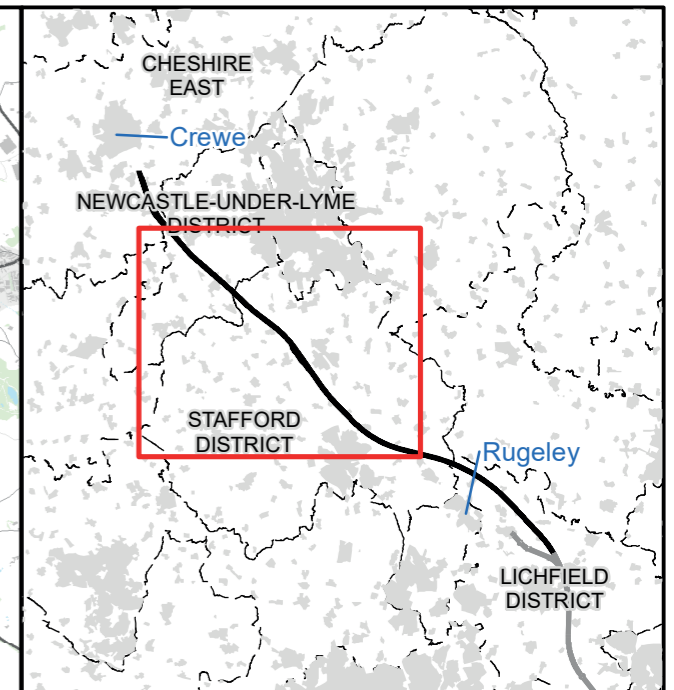 CHESHIRE
EAST
Crewe
NEWCASTLE-UNDER-LYME
DISTRICT
STAFFORD
DISTRICT
Rugeley
LICHFIELD
DISTRICT